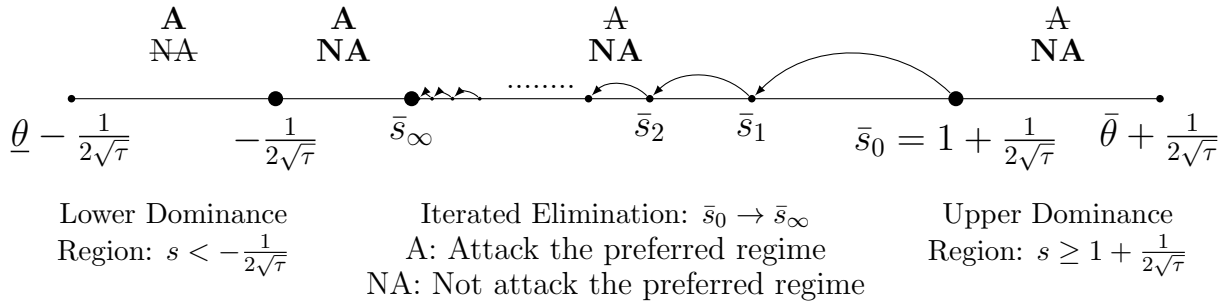 A A A̶ A̶
N̶A̶ NA NA NA
........
θ̲ − 1/(2√τ) −1/(2√τ) s̄∞ s̄₂ s̄₁ s̄₀ = 1 + 1/(2√τ) θ̄ + 1/(2√τ)
Lower Dominance
Region: s < −1/(2√τ)
Iterated Elimination: s̄₀ → s̄∞
A: Attack the preferred regime
NA: Not attack the preferred regime
Upper Dominance
Region: s ≥ 1 + 1/(2√τ)